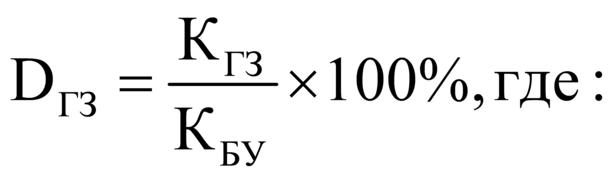 D_ГЗ = К_ГЗ / К_БУ × 100%, где: